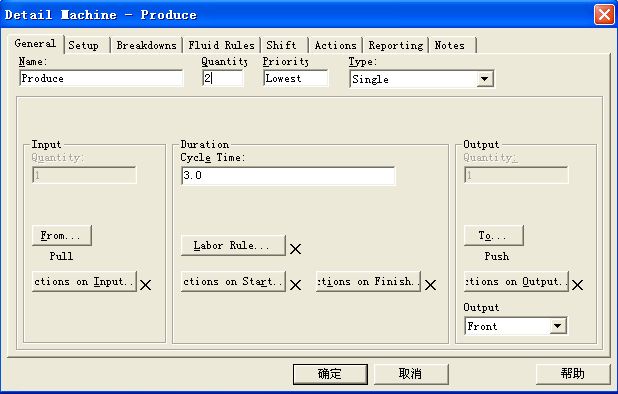 Detail Machine - Produce
General Setup Breakdowns Fluid Rules Shift Actions Reporting Notes
Name: Quantity Priority Type:
Produce 2 Lowest Single
Input Duration Output
Quantity: Cycle Time: Quantity:
1 3.0 1
From... Labor Rule... To...
Pull Push
ctions on Input.. ctions on Start.. ctions on Finish.. ctions on Output..
Output
Front
确定 取消 帮助